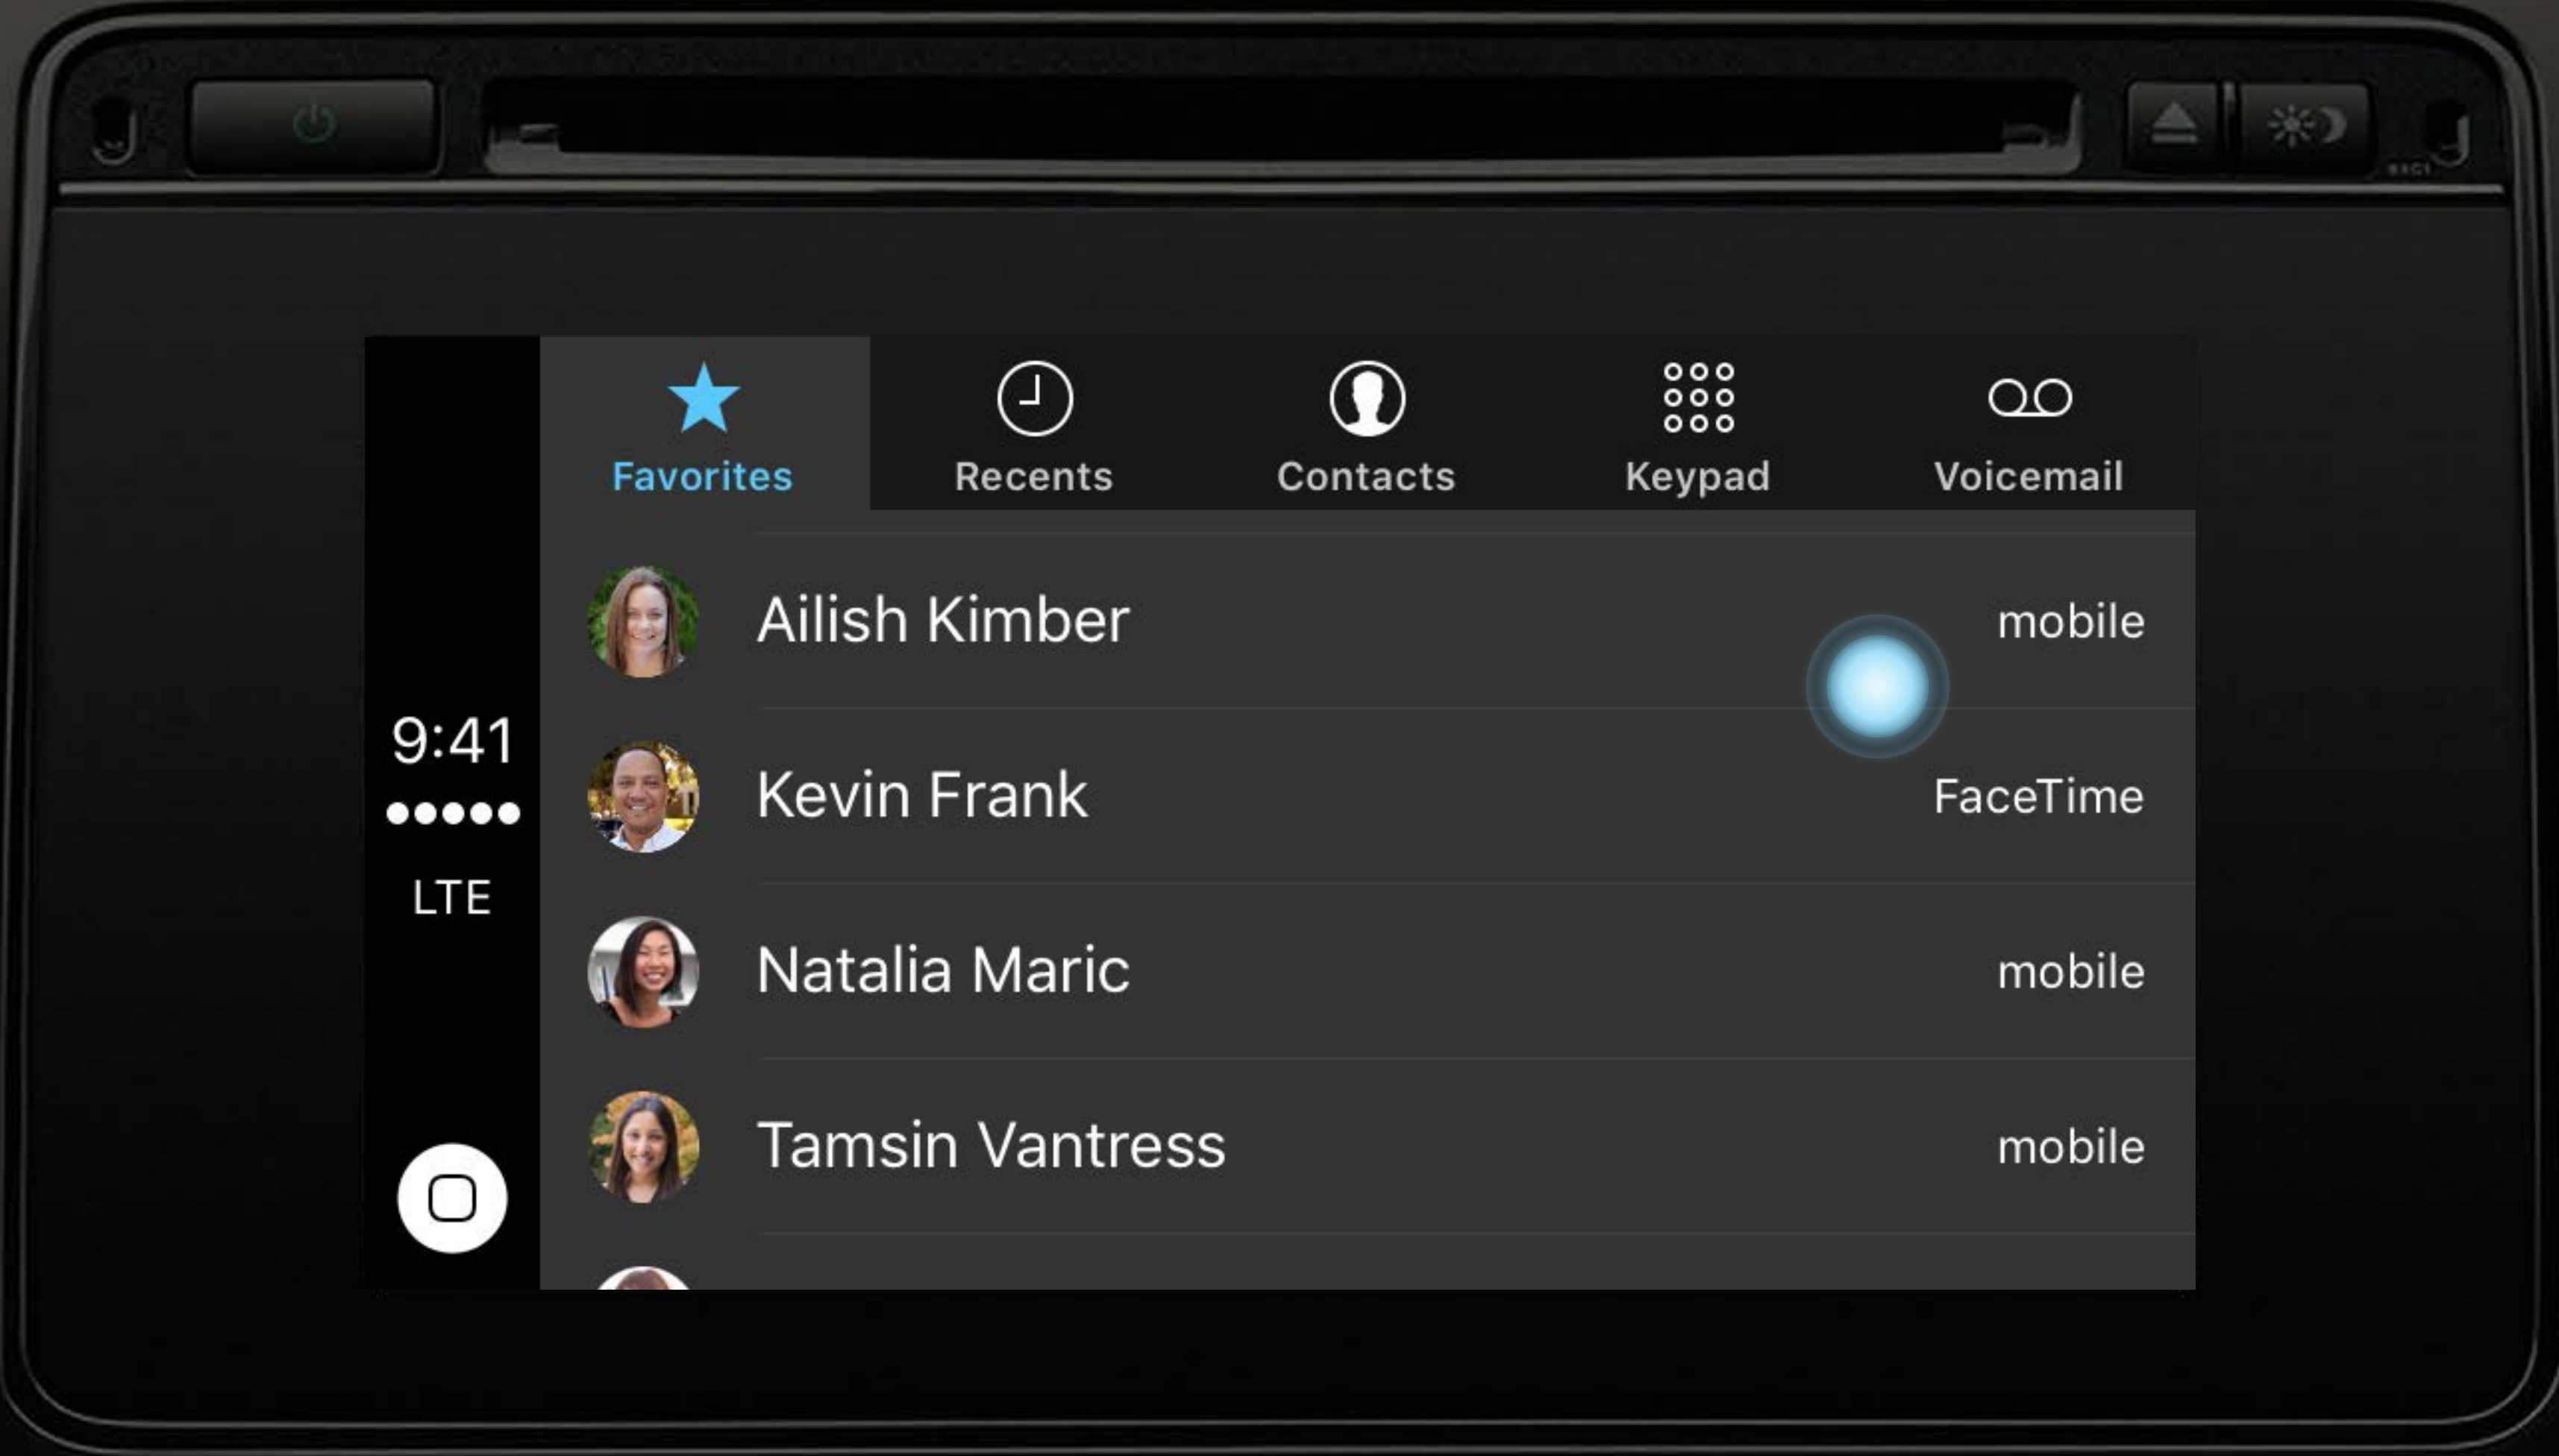 Favorites
Recents
Contacts
Keypad
Voicemail
Ailish Kimber mobile
9:41
Kevin Frank FaceTime
LTE
Natalia Maric mobile
Tamsin Vantress mobile